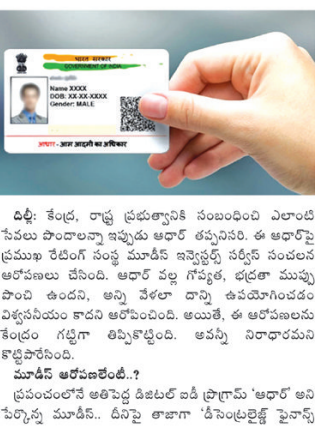 भारत सरकार
GOVERNMENT OF INDIA
Name XXXX
DOB: XX-XX-XXXX
Gender: MALE
आधार - आम आदमी का अधिकार
దిల్లీ: కేంద్ర, రాష్ట్ర ప్రభుత్వానికి సంబంధించి ఎలాంటి
సేవలు పొందాలన్నా ఇప్పుడు ఆధార్ తప్పనిసరి. ఈ ఆధార్‌పై
ప్రముఖ రేటింగ్ సంస్థ మూడీస్ ఇన్వెస్టర్స్ సర్వీస్ సంచలన
ఆరోపణలు చేసింది. ఆధార్ వల్ల గోప్యత, భద్రతా ముప్పు
పొంచి ఉందని, అన్ని వేళలా దాన్ని ఉపయోగించడం
విశ్వసనీయం కాదని ఆరోపించింది. అయితే, ఈ ఆరోపణలను
కేంద్రం గట్టిగా తిప్పికొట్టింది. అవన్నీ నిరాధారమని
కొట్టిపారేసింది.
మూడీస్ ఆరోపణలేంటీ..?
ప్రపంచంలోనే అతిపెద్ద డిజిటల్ ఐడీ ప్రొగ్రామ్ 'ఆధార్' అని
పేర్కొన్న మూడీస్.. దీనిపై తాజాగా 'డీసెంట్రలైజ్డ్ ఫైనాన్స్